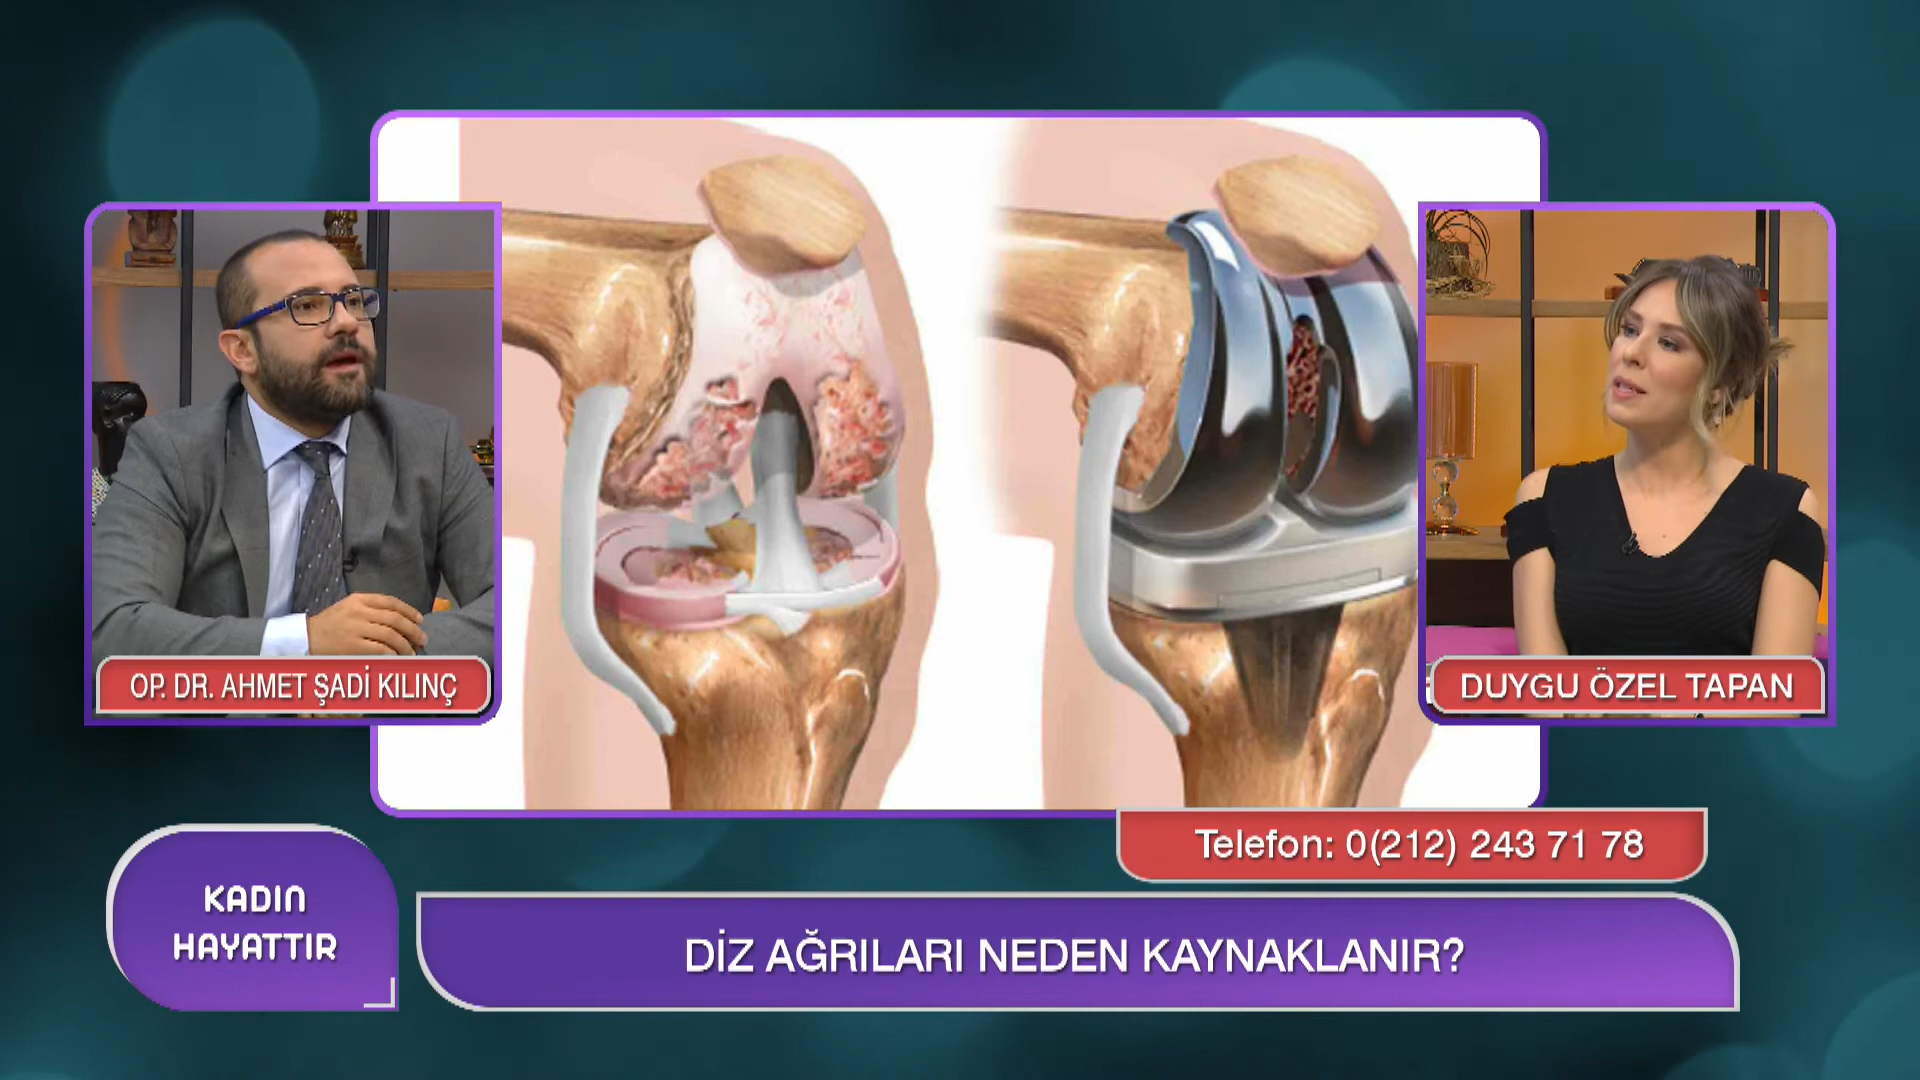 OP. DR. AHMET ŞADİ KILINÇ
DUYGU ÖZEL TAPAN
Telefon: 0(212) 243 71 78
KADIN
HAYATTIR
DİZ AĞRILARI NEDEN KAYNAKLANIR?